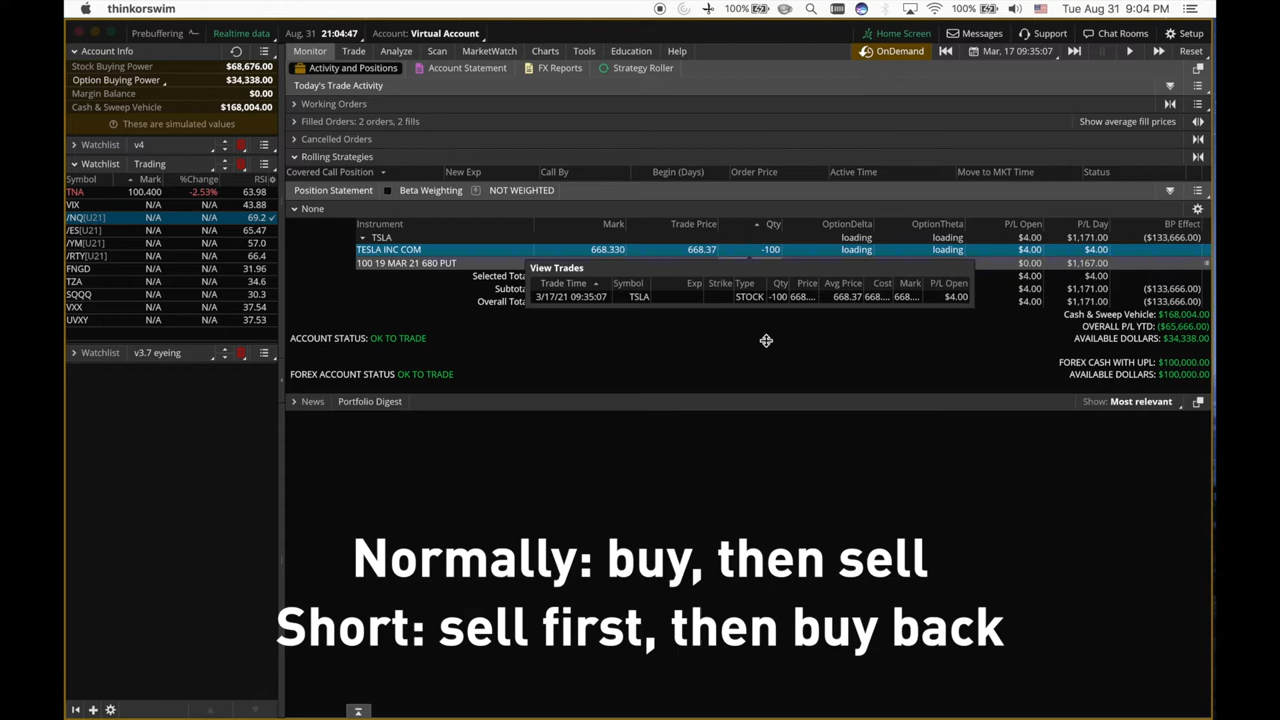 thinkorswim 100% 100% Tue Aug 31 9:04 PM
Prebuffering Realtime data Aug, 31 21:04:47 Account: Virtual Account Home Screen Messages Support Chat Rooms Setup
Account Info
Stock Buying Power $68,676.00
Option Buying Power $34,338.00
Margin Balance $0.00
Cash & Sweep Vehicle $168,004.00
These are simulated values
Watchlist v4
Watchlist Trading
Symbol Mark %Change RSI
TNA 100.400 -2.53% 63.98
VIX N/A N/A 43.88
/NQ[U21] N/A N/A 69.2
/ES[U21] N/A N/A 65.47
/YM[U21] N/A N/A 57.0
/RTY[U21] N/A N/A 66.4
FNGD N/A N/A 31.96
TZA N/A N/A 34.6
SQQQ N/A N/A 30.3
VXX N/A N/A 37.54
UVXY N/A N/A 37.53
Watchlist v3.7 eyeing
Monitor Trade Analyze Scan MarketWatch Charts Tools Education Help OnDemand Mar, 17 09:35:07 Reset
Activity and Positions Account Statement FX Reports Strategy Roller
Today's Trade Activity
Working Orders
Filled Orders: 2 orders, 2 fills Show average fill prices
Cancelled Orders
Rolling Strategies
Covered Call Position New Exp Call By Begin (Days) Order Price Active Time Move to MKT Time Status
Position Statement Beta Weighting NOT WEIGHTED
None
Instrument Mark Trade Price Qty OptionDelta OptionTheta P/L Open P/L Day BP Effect
TSLA loading loading $4.00 $1,171.00 ($133,666.00)
TESLA INC COM 668.330 668.37 -100 loading loading $4.00 $4.00
100 19 MAR 21 680 PUT $0.00 $1,167.00
Selected Tota $4.00 $4.00
Subtot $4.00 $1,171.00 ($133,666.00)
Overall Tota $4.00 $1,171.00 ($133,666.00)
View Trades
Trade Time Symbol Exp Strike Type Qty Price Avg Price Cost Mark P/L Open
3/17/21 09:35:07 TSLA STOCK -100 668.... 668.37 668.... 668.... $4.00
Cash & Sweep Vehicle: $168,004.00
OVERALL P/L YTD: ($65,666.00)
ACCOUNT STATUS: OK TO TRADE AVAILABLE DOLLARS: $34,338.00
FOREX CASH WITH UPL: $100,000.00
FOREX ACCOUNT STATUS OK TO TRADE AVAILABLE DOLLARS: $100,000.00
News Portfolio Digest Show: Most relevant
Normally: buy, then sell
Short: sell first, then buy back